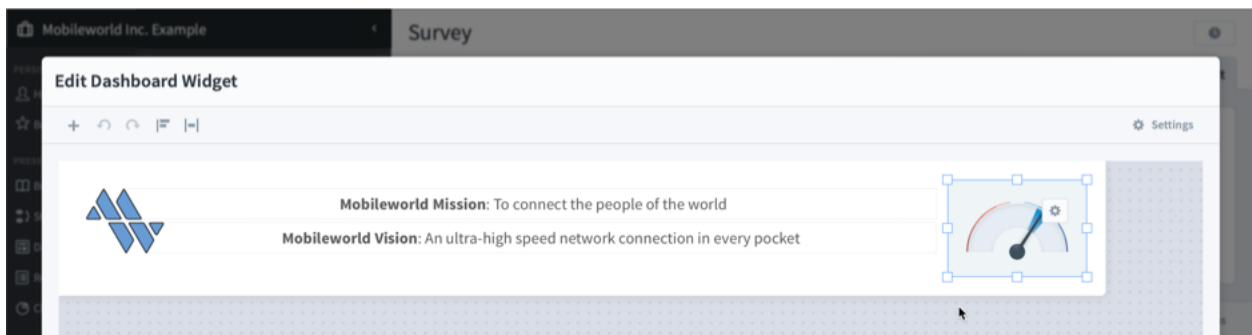 Mobileworld Inc. Example
Survey
Edit Dashboard Widget
Settings
Mobileworld Mission: To connect the people of the world
Mobileworld Vision: An ultra-high speed network connection in every pocket